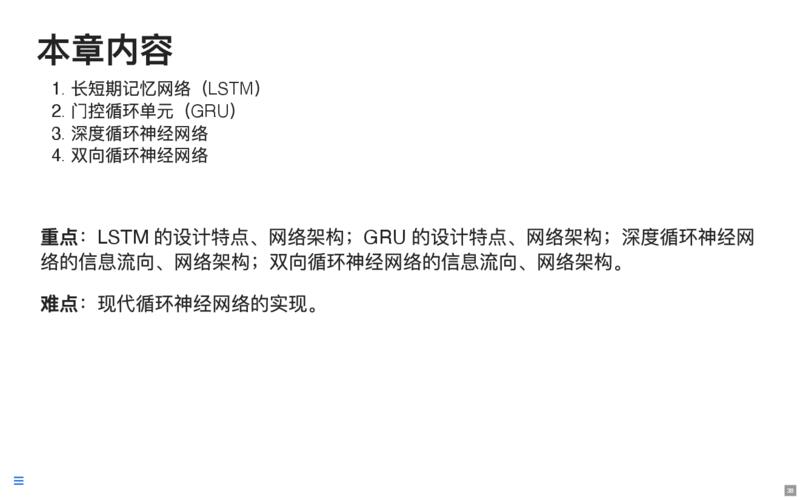 本章内容
1. 长短期记忆网络（LSTM）
2. 门控循环单元（GRU）
3. 深度循环神经网络
4. 双向循环神经网络
重点：LSTM 的设计特点、网络架构；GRU 的设计特点、网络架构；深度循环神经网
络的信息流向、网络架构；双向循环神经网络的信息流向、网络架构。
难点：现代循环神经网络的实现。
38